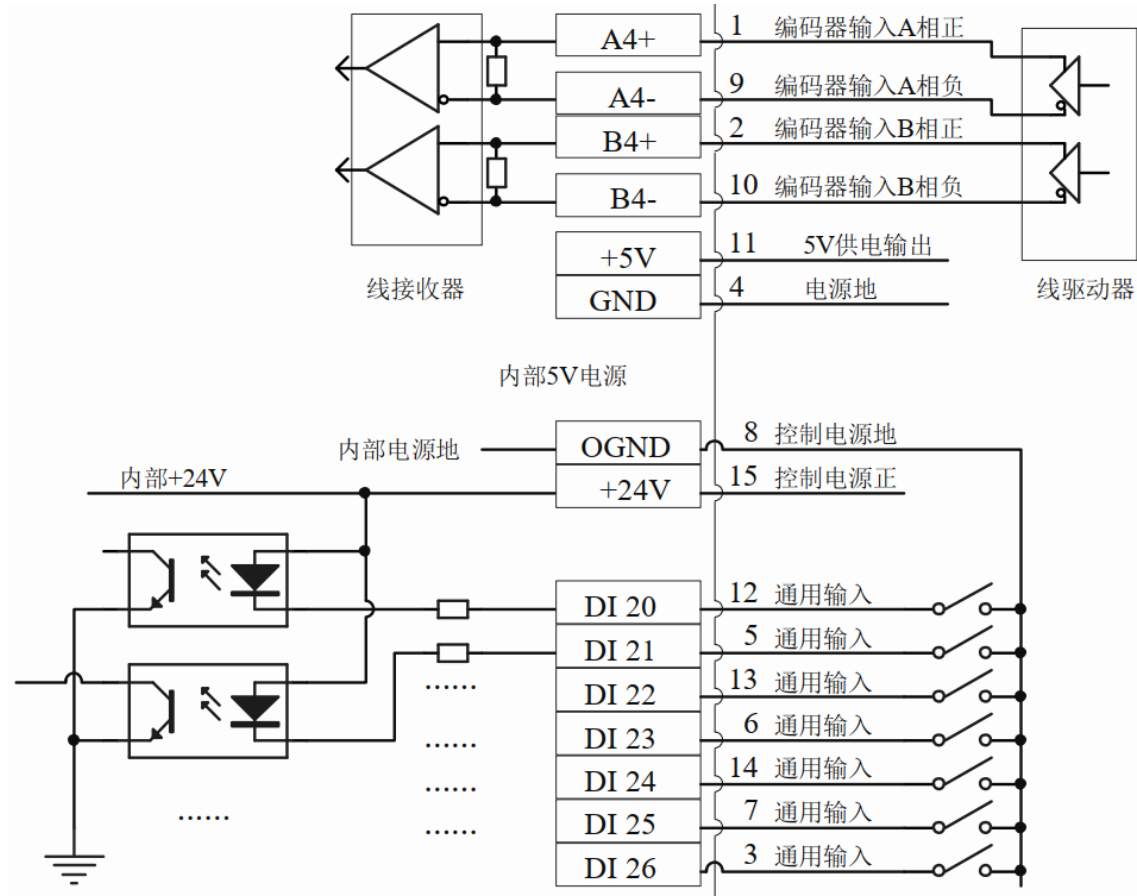 A4+ 1 编码器输入A相正
A4- 9 编码器输入A相负
B4+ 2 编码器输入B相正
B4- 10 编码器输入B相负
+5V 11 5V供电输出
线接收器 GND 4 电源地 线驱动器
内部5V电源
内部电源地 OGND 8 控制电源地
内部+24V +24V 15 控制电源正
DI 20 12 通用输入
DI 21 5 通用输入
...... DI 22 13 通用输入
...... DI 23 6 通用输入
...... DI 24 14 通用输入
...... ...... DI 25 7 通用输入
DI 26 3 通用输入